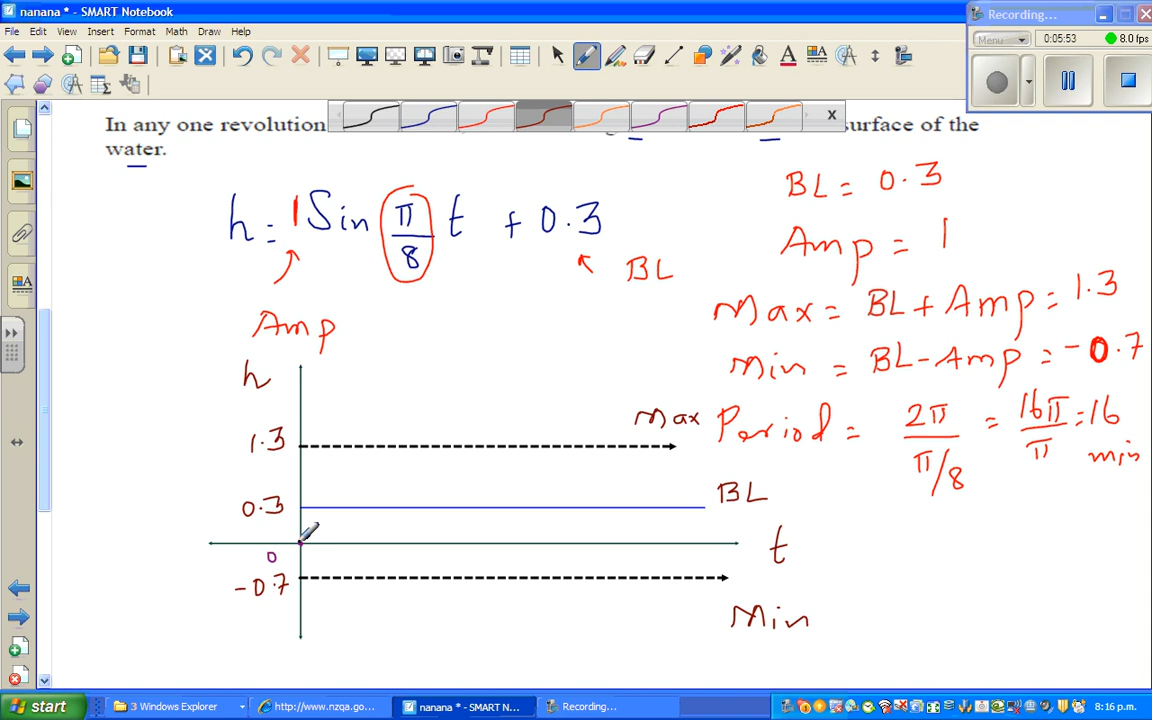 nanana * - SMART Notebook
Recording...
File Edit View Insert Format Math Draw Help
Menu
0:05:53
8.0 fps
x
In any one revolution
surface of the
water.
h = 1 Sin π/8 t + 0.3
BL = 0.3
Amp = 1
BL
Amp
Max = BL + Amp = 1.3
Min = BL - Amp = -0.7
Period = 2π / π/8 = 16π/π = 16 min
h
1.3
Max
0.3
BL
0
t
-0.7
Min
start
3 Windows Explorer
http://www.nzqa.go...
nanana * - SMART N...
Recording...
8:16 p.m.